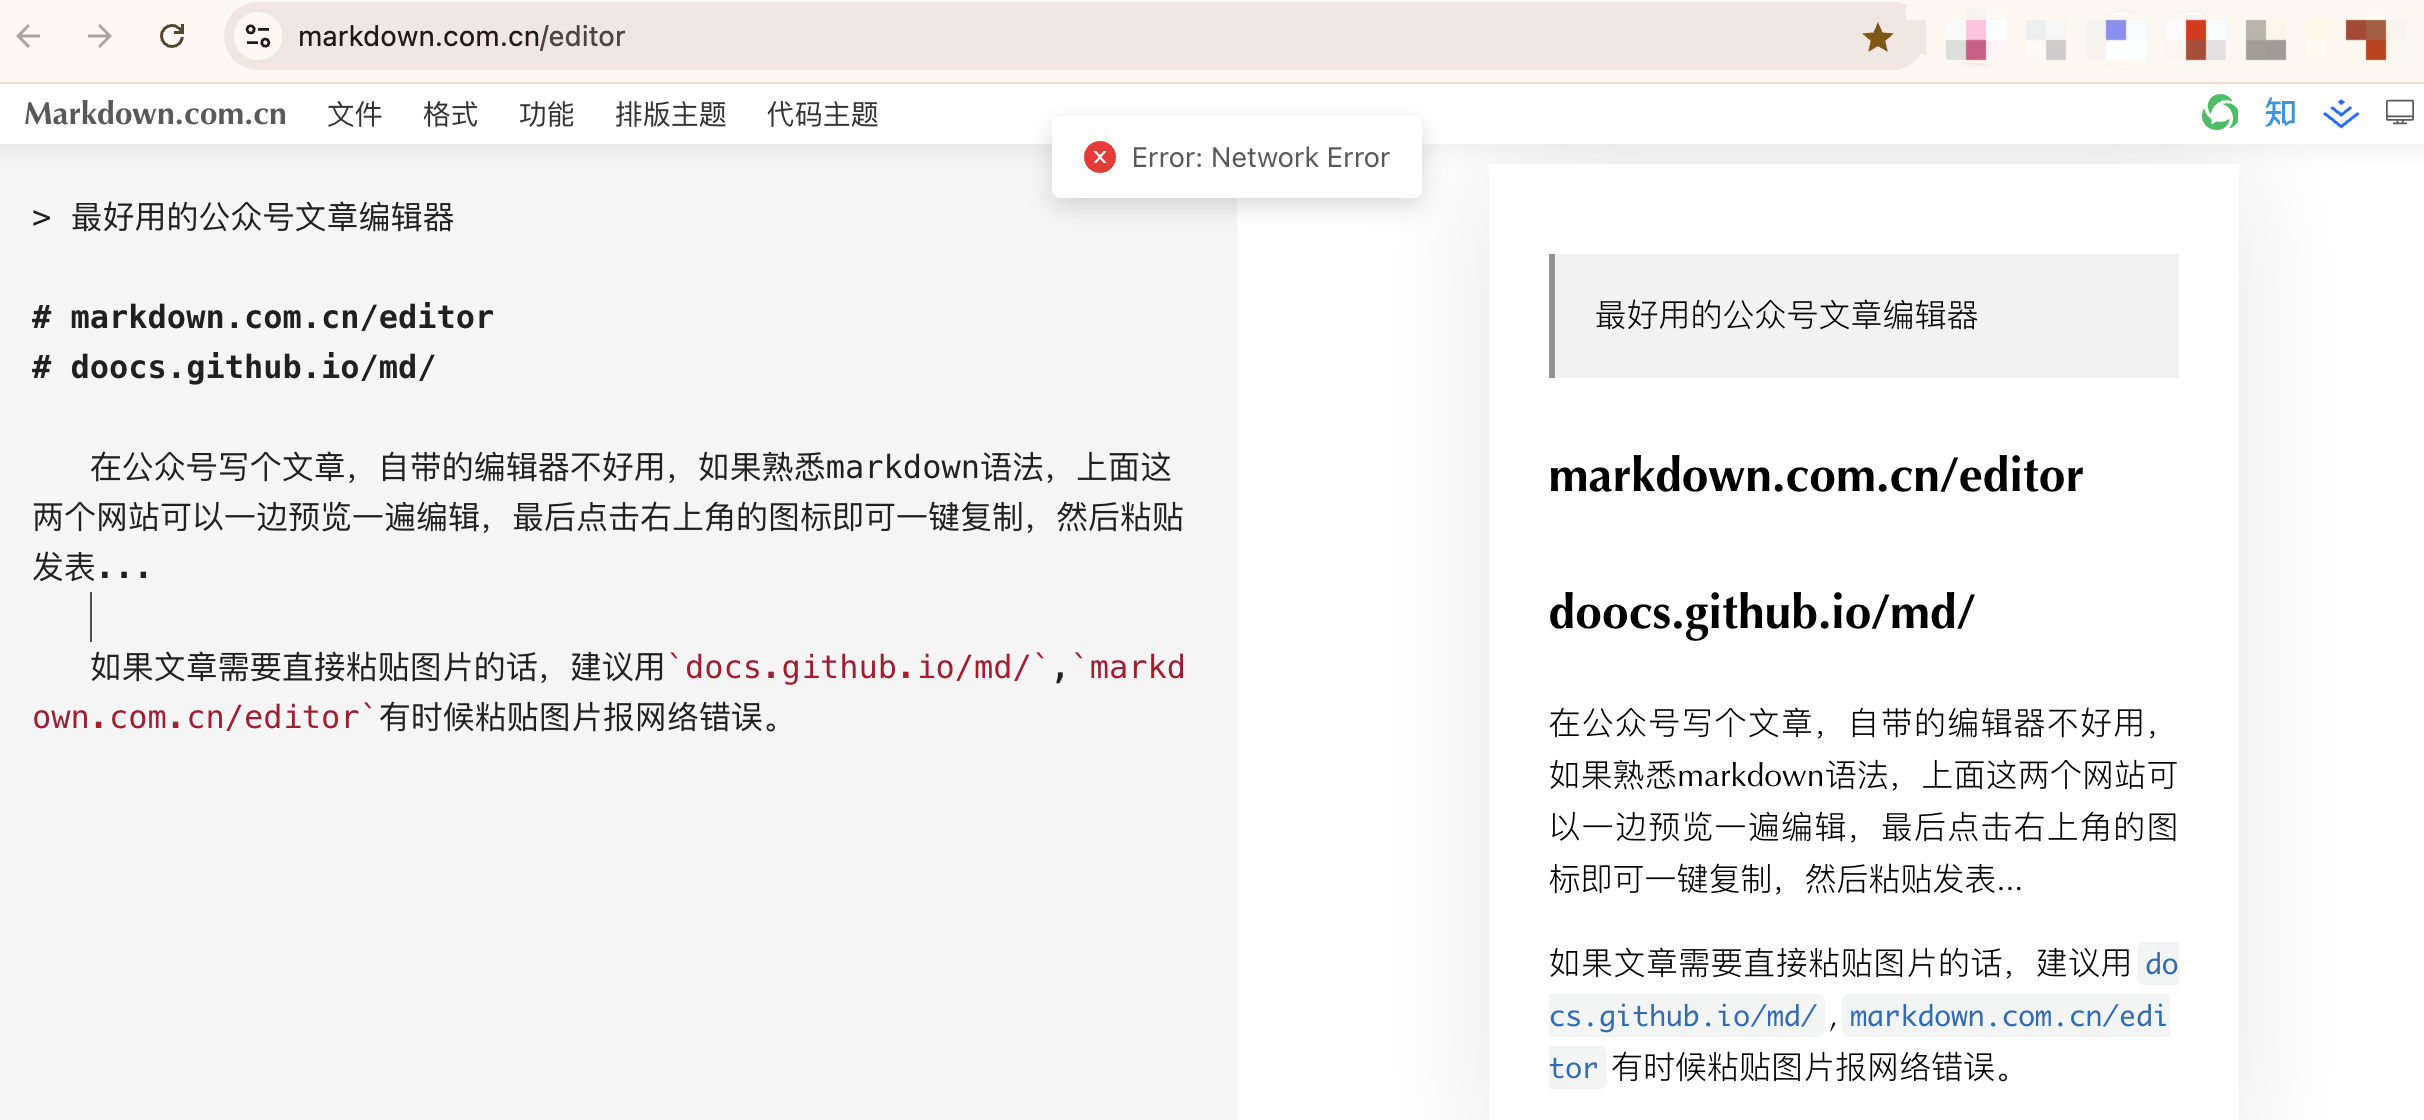 markdown.com.cn/editor
Markdown.com.cn 文件 格式 功能 排版主题 代码主题 知
Error: Network Error
> 最好用的公众号文章编辑器
# markdown.com.cn/editor
# doocs.github.io/md/
在公众号写个文章，自带的编辑器不好用，如果熟悉markdown语法，上面这
两个网站可以一边预览一遍编辑，最后点击右上角的图标即可一键复制，然后粘贴
发表...
如果文章需要直接粘贴图片的话，建议用`docs.github.io/md/`,`markd
own.com.cn/editor`有时候粘贴图片报网络错误。
最好用的公众号文章编辑器
markdown.com.cn/editor
doocs.github.io/md/
在公众号写个文章，自带的编辑器不好用，
如果熟悉markdown语法，上面这两个网站可
以一边预览一遍编辑，最后点击右上角的图
标即可一键复制，然后粘贴发表...
如果文章需要直接粘贴图片的话，建议用 do
cs.github.io/md/ , markdown.com.cn/edi
tor 有时候粘贴图片报网络错误。